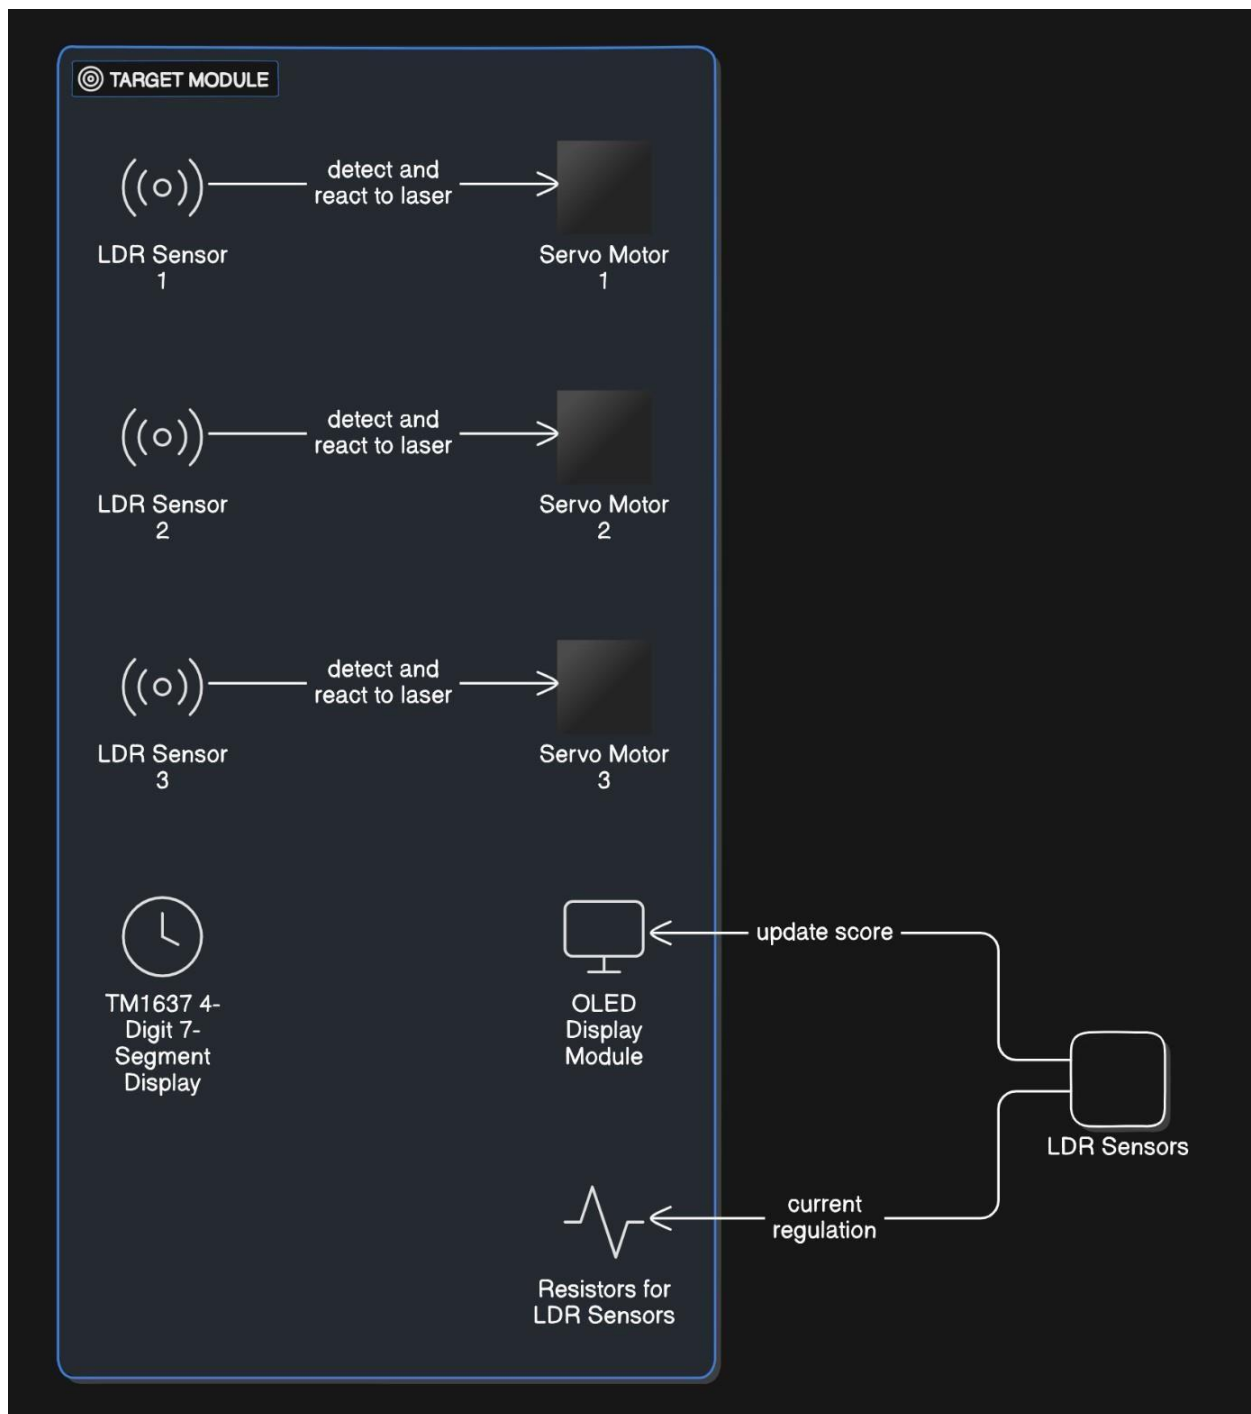 TARGET MODULE
detect and
react to laser
LDR Sensor
1
Servo Motor
1
detect and
react to laser
LDR Sensor
2
Servo Motor
2
detect and
react to laser
LDR Sensor
3
Servo Motor
3
update score
TM1637 4-
Digit 7-
Segment
Display
OLED
Display
Module
LDR Sensors
current
regulation
Resistors for
LDR Sensors